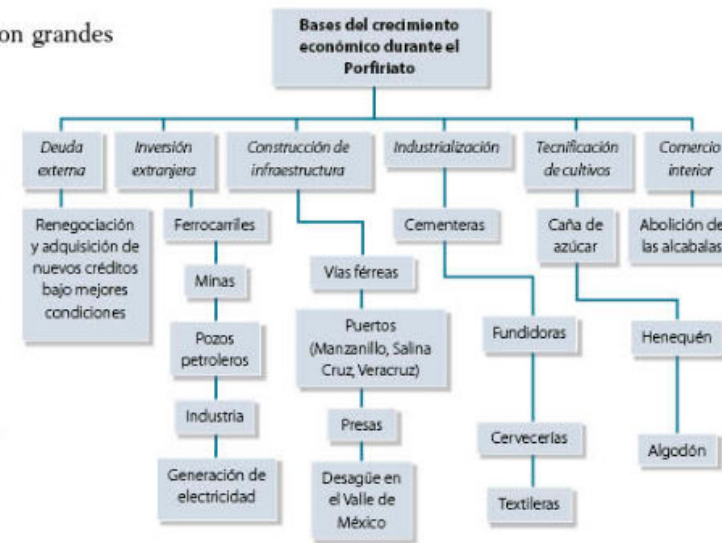 on grandes
Bases del crecimiento
económico durante el
Porfiriato
Deuda
externa
Renegociación
y adquisición de
nuevos créditos
bajo mejores
condiciones
Inversión
extranjera
Ferrocarriles
Minas
Pozos
petroleros
Industria
Generación de
electricidad
Construcción de
infraestructura
Vías férreas
Puertos
(Manzanillo, Salina
Cruz, Veracruz)
Presas
Desagüe en
el Valle de
México
Industrialización
Cementeras
Fundidoras
Cervecerías
Textileras
Tecnificación
de cultivos
Caña de
azúcar
Henequén
Algodón
Comercio
interior
Abolición de
las alcabalas